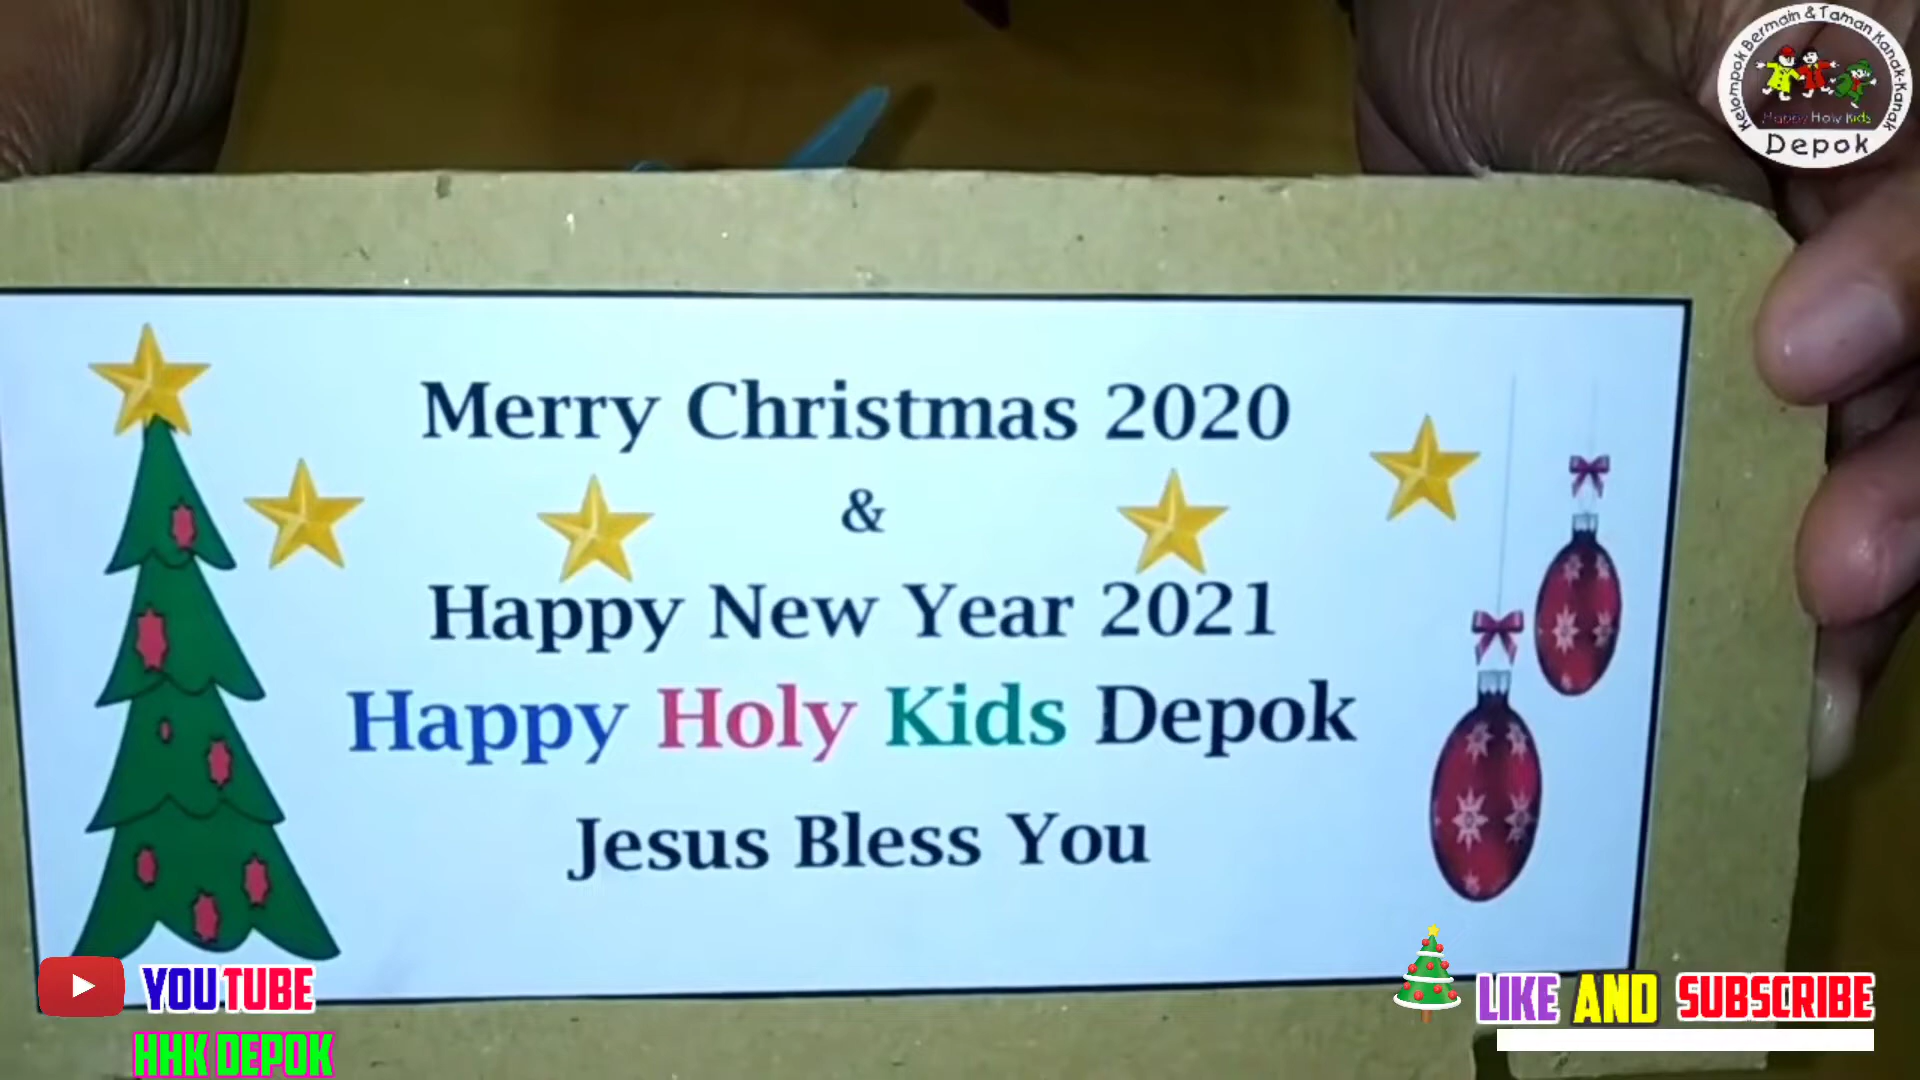 Kelompok Bermain & Taman Kanak-Kanak
Happy Holy Kids
Depok
Merry Christmas 2020
&
Happy New Year 2021
Happy Holy Kids Depok
Jesus Bless You
YOUTUBE
HHK DEPOK
LIKE AND SUBSCRIBE